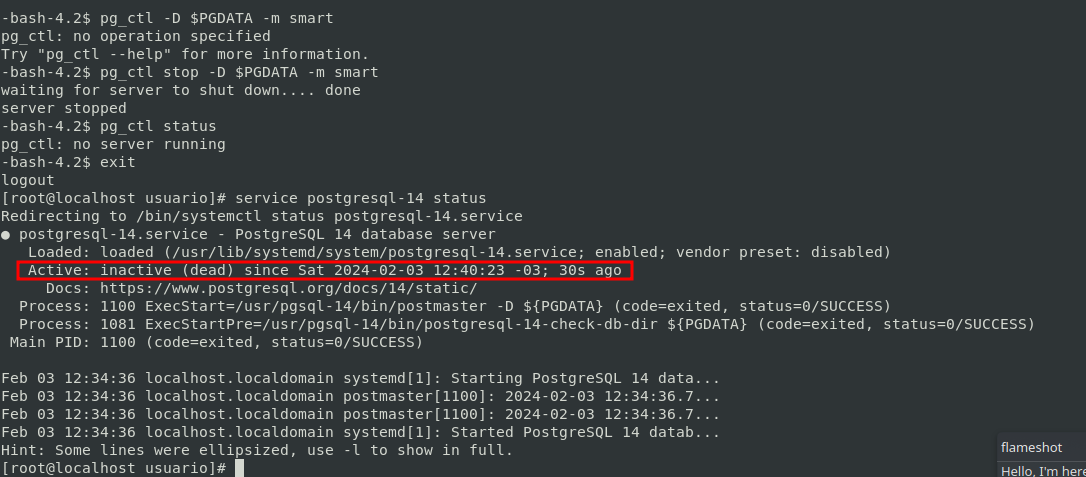 -bash-4.2$ pg_ctl -D $PGDATA -m smart
pg_ctl: no operation specified
Try "pg_ctl --help" for more information.
-bash-4.2$ pg_ctl stop -D $PGDATA -m smart
waiting for server to shut down.... done
server stopped
-bash-4.2$ pg_ctl status
pg_ctl: no server running
-bash-4.2$ exit
logout
[root@localhost usuario]# service postgresql-14 status
Redirecting to /bin/systemctl status postgresql-14.service
● postgresql-14.service - PostgreSQL 14 database server
   Loaded: loaded (/usr/lib/systemd/system/postgresql-14.service; enabled; vendor preset: disabled)
   Active: inactive (dead) since Sat 2024-02-03 12:40:23 -03; 30s ago
     Docs: https://www.postgresql.org/docs/14/static/
  Process: 1100 ExecStart=/usr/pgsql-14/bin/postmaster -D ${PGDATA} (code=exited, status=0/SUCCESS)
  Process: 1081 ExecStartPre=/usr/pgsql-14/bin/postgresql-14-check-db-dir ${PGDATA} (code=exited, status=0/SUCCESS)
 Main PID: 1100 (code=exited, status=0/SUCCESS)

Feb 03 12:34:36 localhost.localdomain systemd[1]: Starting PostgreSQL 14 data...
Feb 03 12:34:36 localhost.localdomain postmaster[1100]: 2024-02-03 12:34:36.7...
Feb 03 12:34:36 localhost.localdomain postmaster[1100]: 2024-02-03 12:34:36.7...
Feb 03 12:34:36 localhost.localdomain systemd[1]: Started PostgreSQL 14 datab...
Hint: Some lines were ellipsized, use -l to show in full.
[root@localhost usuario]#
flameshot
Hello, I'm here